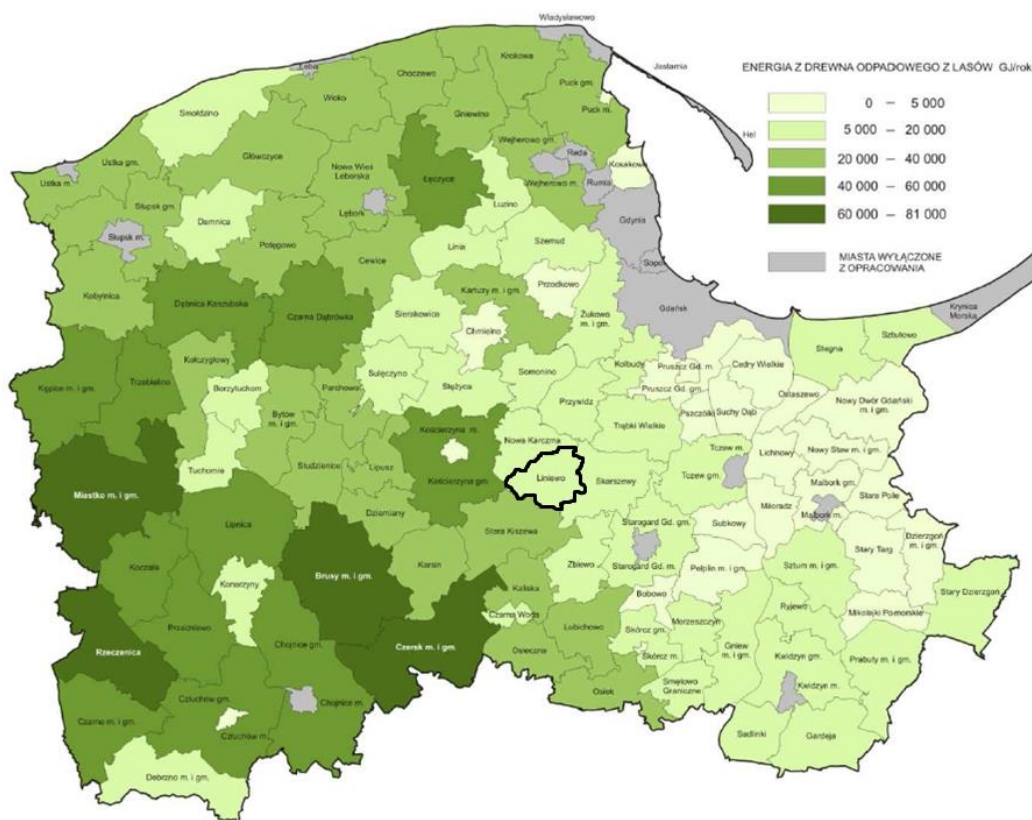 Władysławowo
Jastarnia
Hel
ENERGIA Z DREWNA ODPADOWEGO Z LASÓW GJ/rok
0 – 5 000
5 000 – 20 000
20 000 – 40 000
40 000 – 60 000
60 000 – 81 000
MIASTA WYŁĄCZONE
Z OPRACOWANIA
Łeba
Choczewo
Krokowa
Puck gm.
Puck m.
Smołdzino
Wicko
Gniewino
Wejherowo gm.
Ustka gm.
Główczyce
Nowa Wieś
Lęborska
Łęczyce
Reda
Kosakowo
Ustka m.
Słupsk gm.
Lębork
Wejherowo m.
Rumia
Damnica
Luzino
Gdynia
Słupsk m.
Potęgowo
Cewice
Linia
Szemud
Sopot
Kobylnica
Przodkowo
Dębnica Kaszubska
Czarna Dąbrówka
Sierakowice
Kartuzy m. i gm.
Żukowo
m. i gm.
Gdańsk
Krynica
Morska
Chmielno
Sztutowo
Stegna
Kołczygłowy
Kolbudy
Pruszcz Gd. m.
Cedry Wielkie
Kępice m. i gm.
Trzebielino
Borzytuchom
Parchowo
Sulęczyno
Stężyca
Somonino
Pruszcz Gd. gm.
Ostaszewo
Nowy Dwór Gdański
m. i gm.
Bytów
m. i gm.
Przywidz
Pszczółki
Suchy Dąb
Trąbki Wielkie
Kościerzyna m.
Nowa Karczma
Tczew m.
Lichnowy
Nowy Staw m. i gm.
Tuchomie
Studzienice
Lipusz
Kościerzyna gm.
Liniewo
Skarszewy
Tczew gm.
Malbork gm.
Miastko m. i gm.
Stare Pole
Dziemiany
Miłoradz
Malbork m.
Lipnica
Stara Kiszewa
Starogard Gd. gm.
Subkowy
Dzierzgoń
m. i gm.
Stary Targ
Koczała
Brusy m. i gm.
Karsin
Zblewo
Starogard Gd. m.
Pelplin m. i gm.
Sztum m. i gm.
Konarzyny
Kaliska
Stary Dzierzgoń
Czarna Woda
Bobowo
Ryjewo
Mikołajki Pomorskie
Przechlewo
Lubichowo
Skórcz gm.
Morzeszczyn
Rzeczenica
Chojnice gm.
Czersk m. i gm.
Osieczna
Skórcz m.
Gniew
m. i gm.
Kwidzyn gm.
Prabuty m. i gm.
Człuchów gm.
Chojnice m.
Osiek
Smętowo
Graniczne
Kwidzyn m.
Czarne m. i gm.
Człuchów m.
Sadlinki
Gardeja
Debrzno m. i gm.